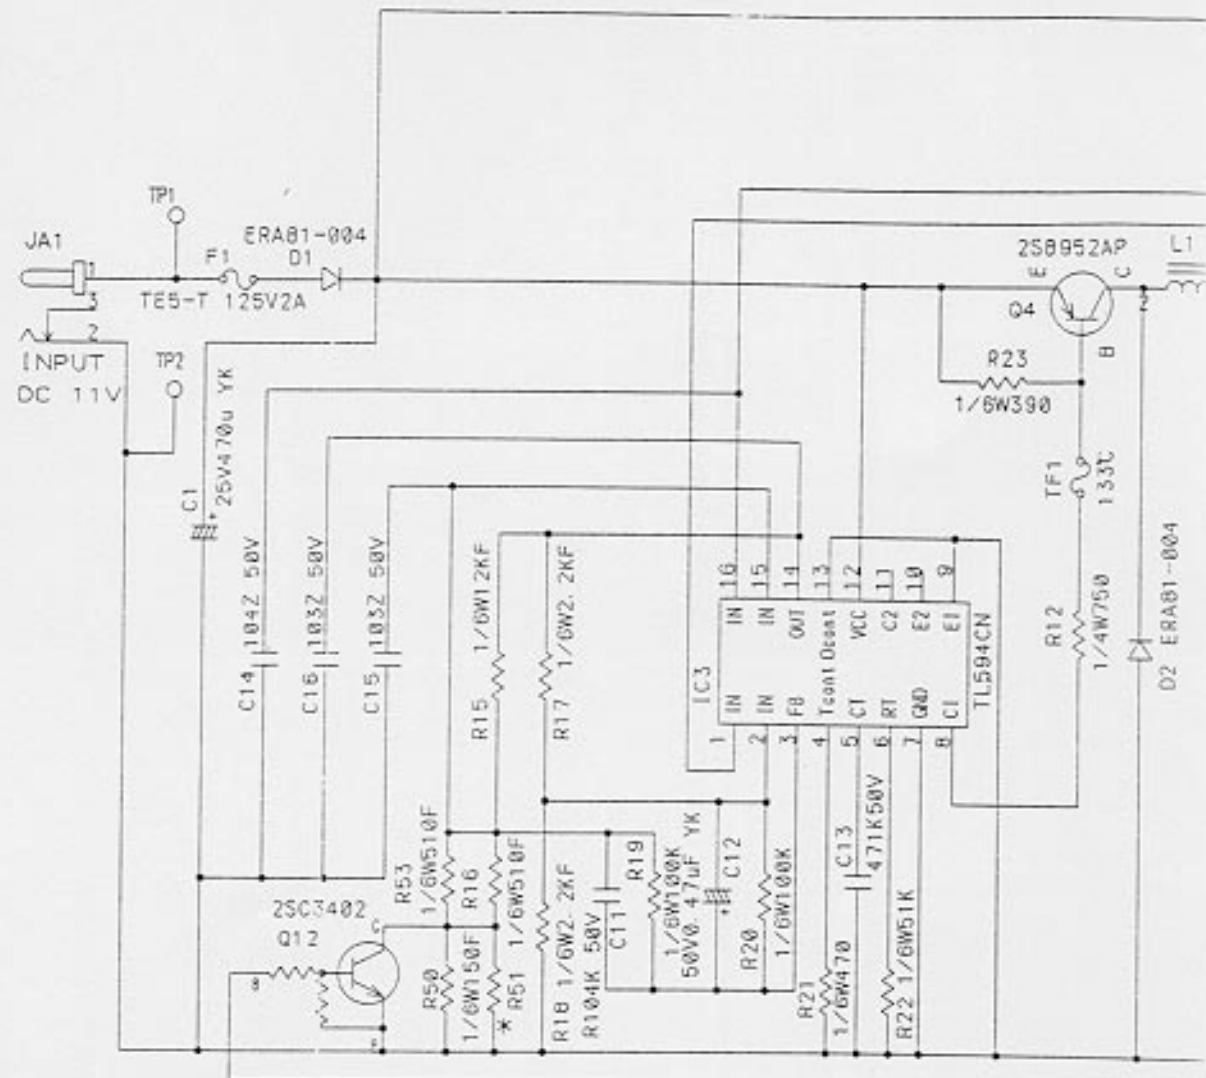 JA1
1
3
2
INPUT
DC 11V
TP1
TP2
F1
TE5-T 125V2A
ERA81-004
D1
2SB952AP
E
C
Q4
B
2
L1
R23
1/6W390
TF1
133℃
R12
1/4W750
D2 ERA81-004
C1
25V470u YK
+
C14
104Z 50V
C16
103Z 50V
C15
103Z 50V
R15
1/6W12KF
R17
1/6W2.2KF
IC3
TL594CN
16 15 14 13 12 11 10 9
IN IN OUT Ocont VCC C2 E2 E1
IN IN FB Tcont CT RT GND C1
1 2 3 4 5 6 7 8
R53
1/6W510F
R16
1/6W510F
R50
1/6W150F
* R51
R18 1/6W2.2KF
R104K 50V
C11
R19
1/6W100K
50V0.47uF YK
C12
+
R20
1/6W100K
C13
471K50V
R21
1/6W470
R22 1/6W51K
2SC3402
Q12
C
B
E